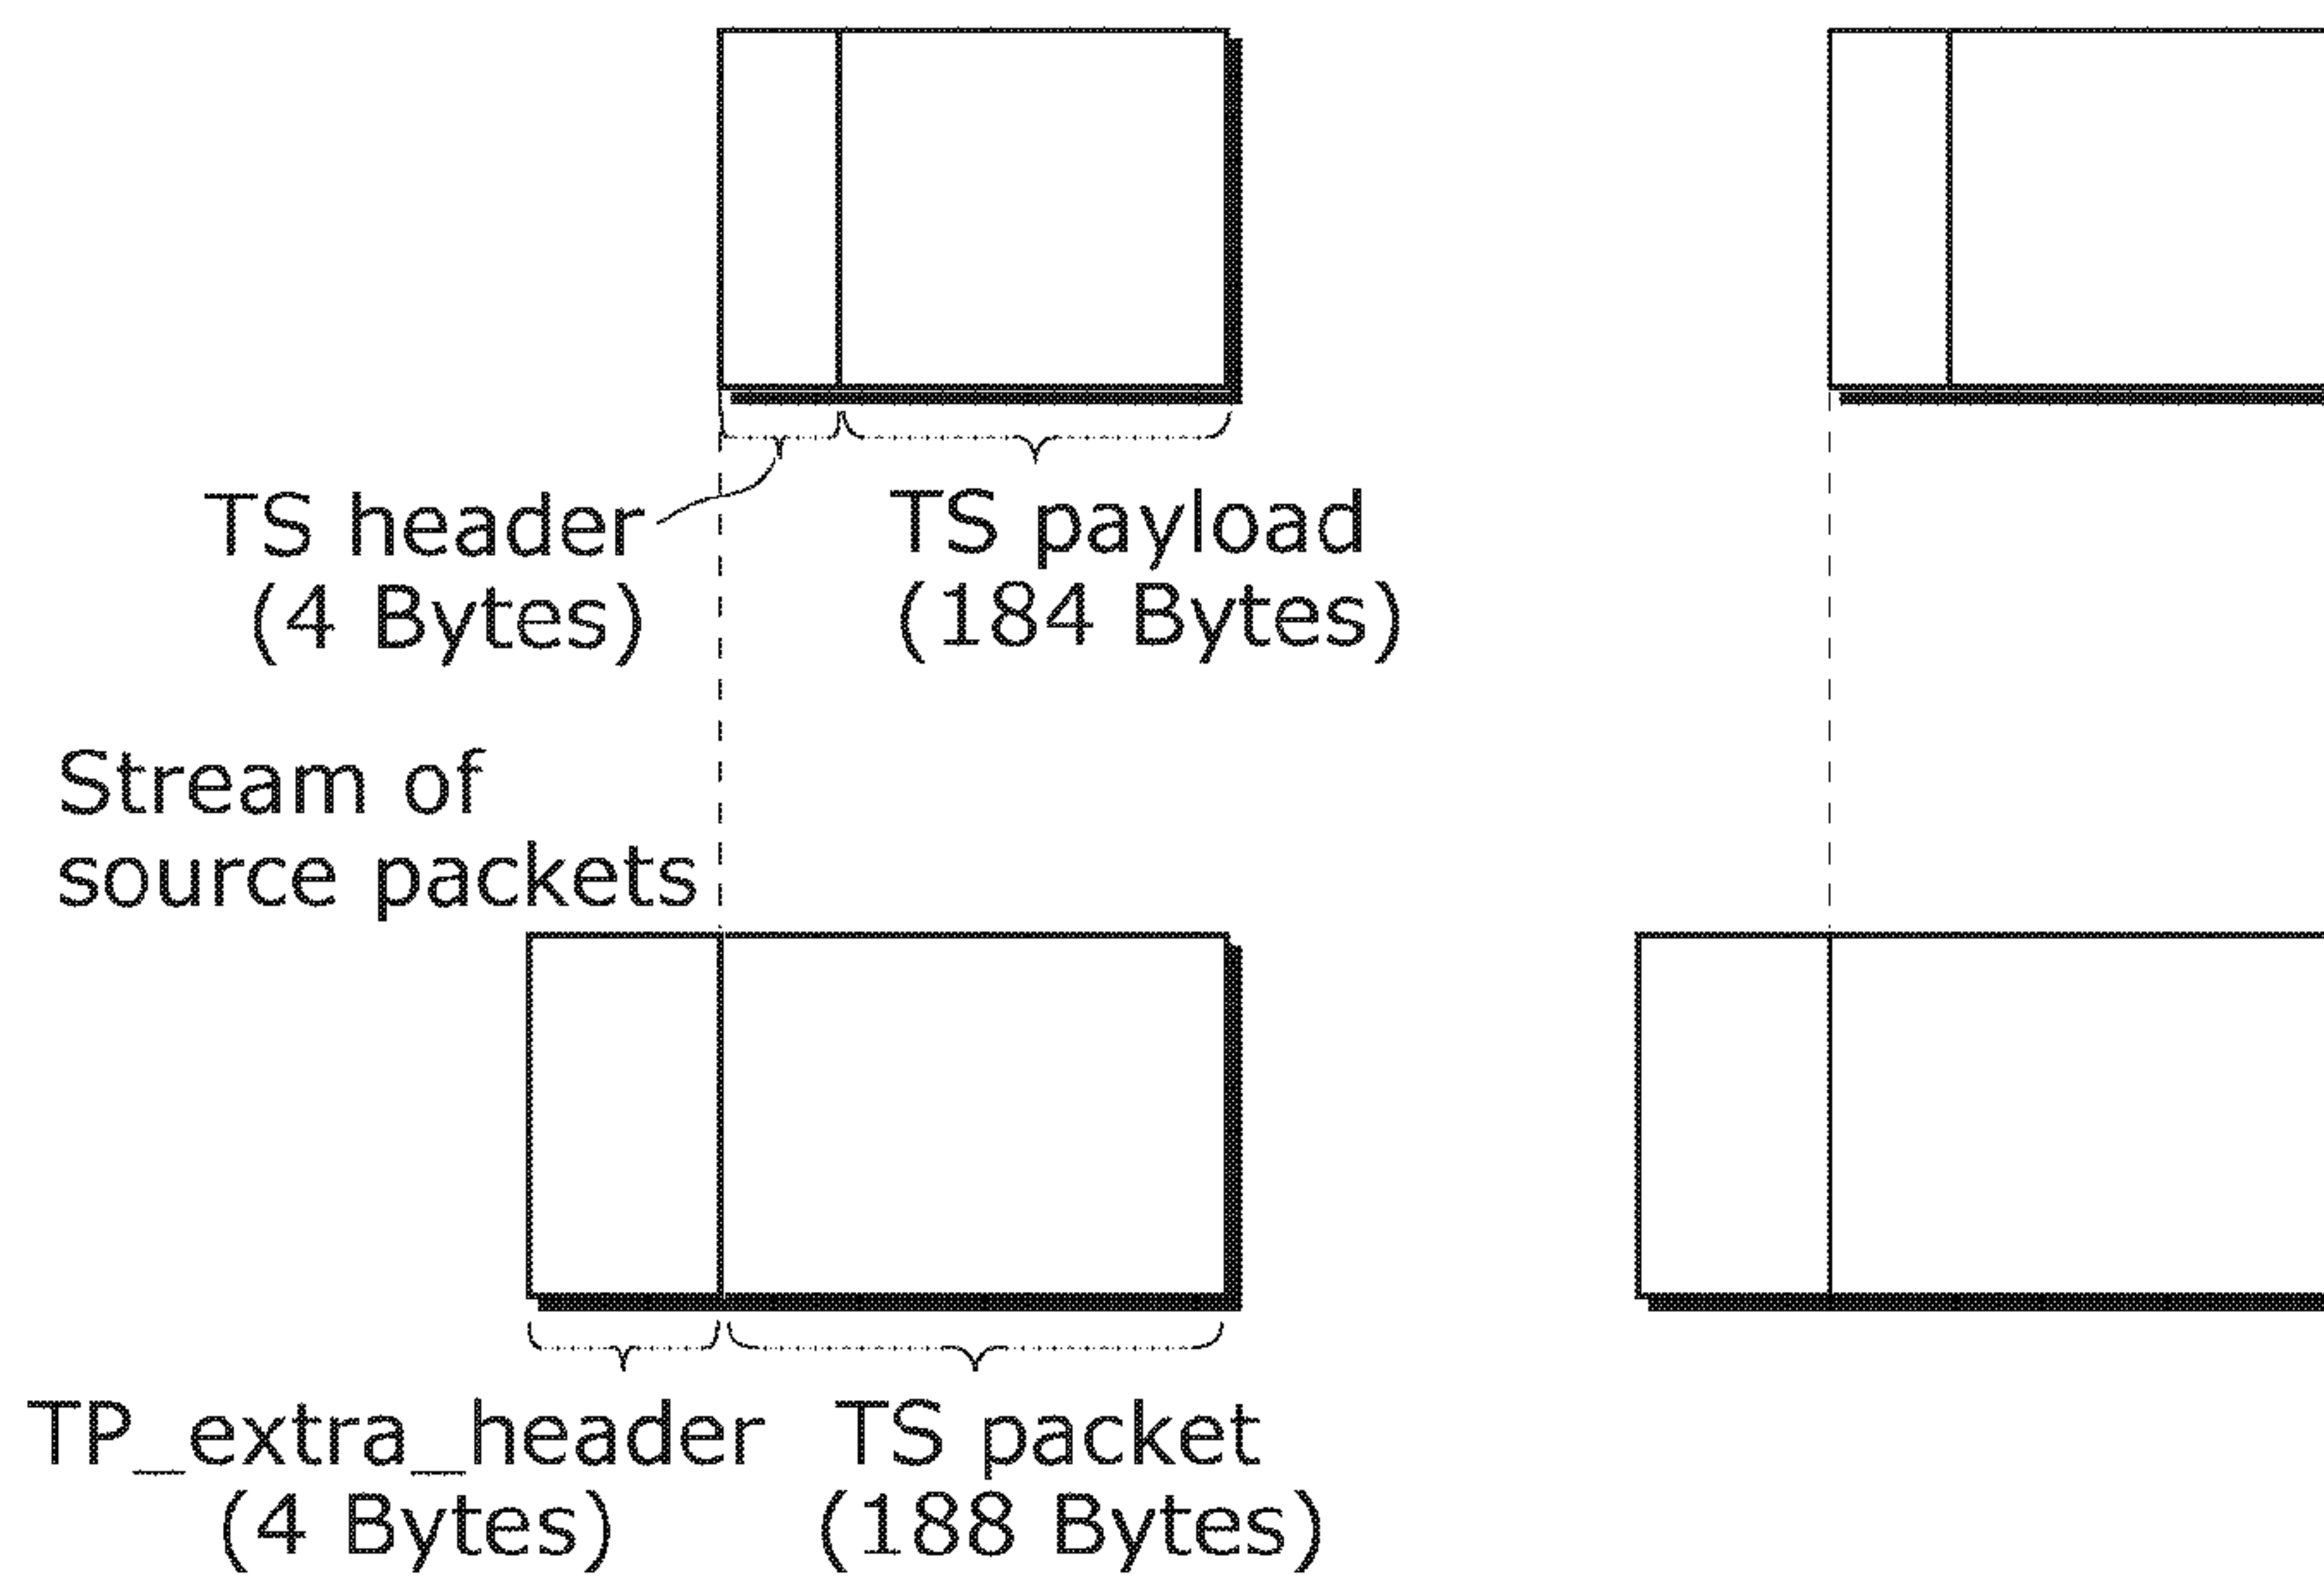 TS header
(4 Bytes)
TS payload
(184 Bytes)
Stream of
source packets
TP_extra_header
(4 Bytes)
TS packet
(188 Bytes)